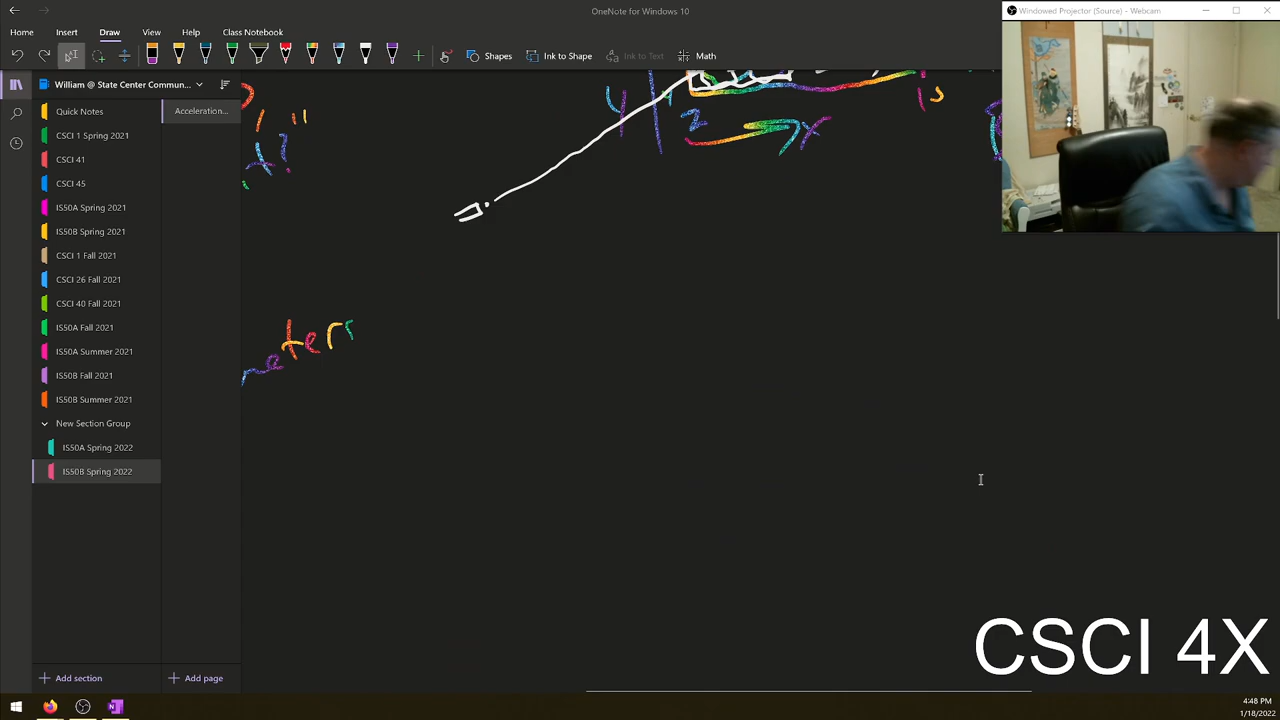 OneNote for Windows 10
Windowed Projector (Source) - Webcam
Home Insert Draw View Help Class Notebook
Shapes Ink to Shape Ink to Text Math
William @ State Center Commun...
Quick Notes
CSCI 1 Spring 2021
CSCI 41
CSCI 45
IS50A Spring 2021
IS50B Spring 2021
CSCI 1 Fall 2021
CSCI 26 Fall 2021
CSCI 40 Fall 2021
IS50A Fall 2021
IS50A Summer 2021
IS50B Fall 2021
IS50B Summer 2021
New Section Group
IS50A Spring 2022
IS50B Spring 2022
Add section
Acceleration...
Add page
y
z
x
meters
CSCI 4X
4:48 PM
1/18/2022